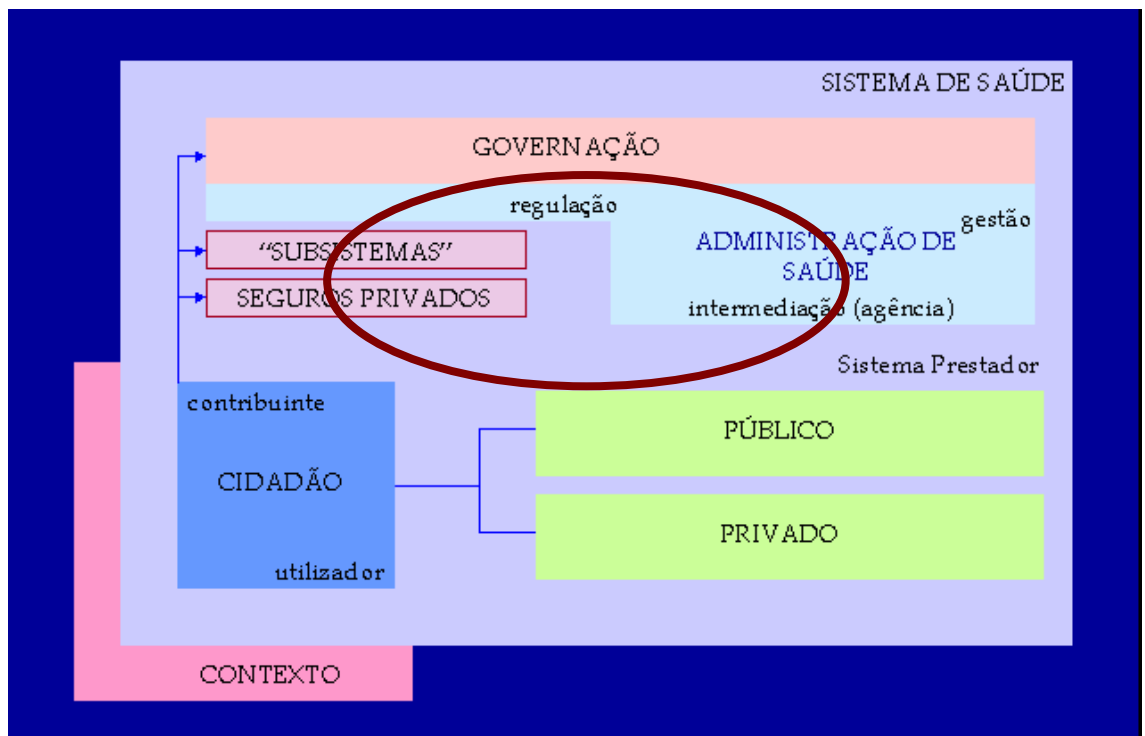 SISTEMA DE SAÚDE
GOVERNAÇÃO
regulação
gestão
"SUBSISTEMAS"
ADMINISTRAÇÃO DE
SAÚDE
SEGUROS PRIVADOS
intermediação (agência)
Sistema Prestador
contribuinte
PÚBLICO
CIDADÃO
PRIVADO
utilizador
CONTEXTO